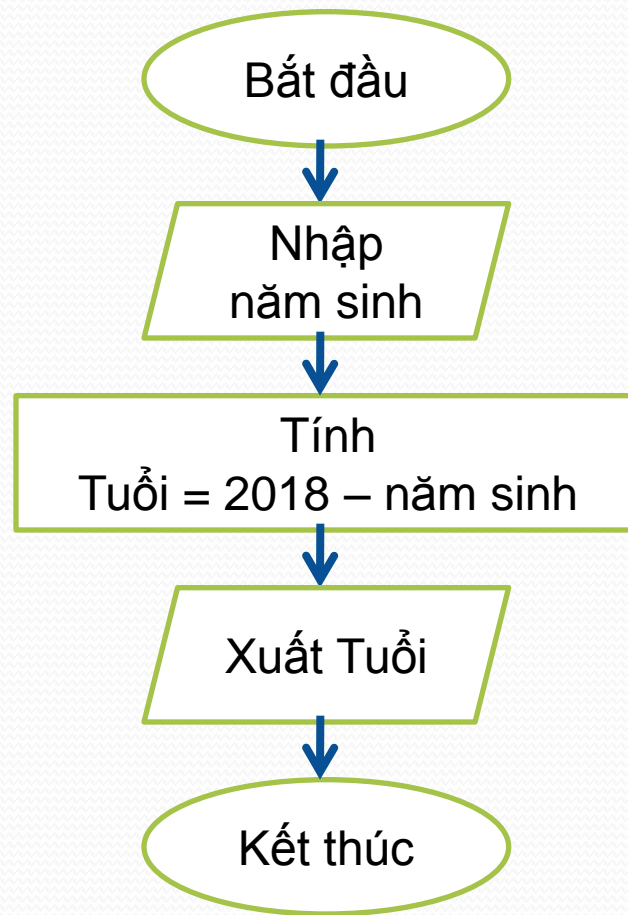 Bắt đầu
Nhập
năm sinh
Tính
Tuổi = 2018 – năm sinh
Xuất Tuổi
Kết thúc